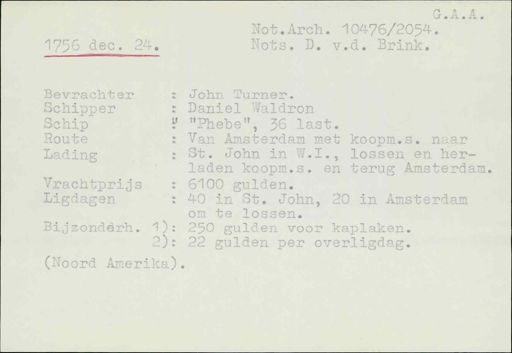 G.A.A.
Not.Arch. 10476/2054.
1756 dec. 24. Nots. D. v.d. Brink.
Bevrachter : John Turner.
Schipper : Daniel Waldron
Schip " "Phebe", 36 last.
Route : Van Amsterdam met koopm.s. naar
Lading : St. John in W.I., lossen en her-
laden koopm.s. en terug Amsterdam.
Vrachtprijs : 6100 gulden.
Ligdagen : 40 in St. John, 20 in Amsterdam
om te lossen.
Bijzonderh. 1): 250 gulden voor kaplaken.
2): 22 gulden per overligdag.
(Noord Amerika).